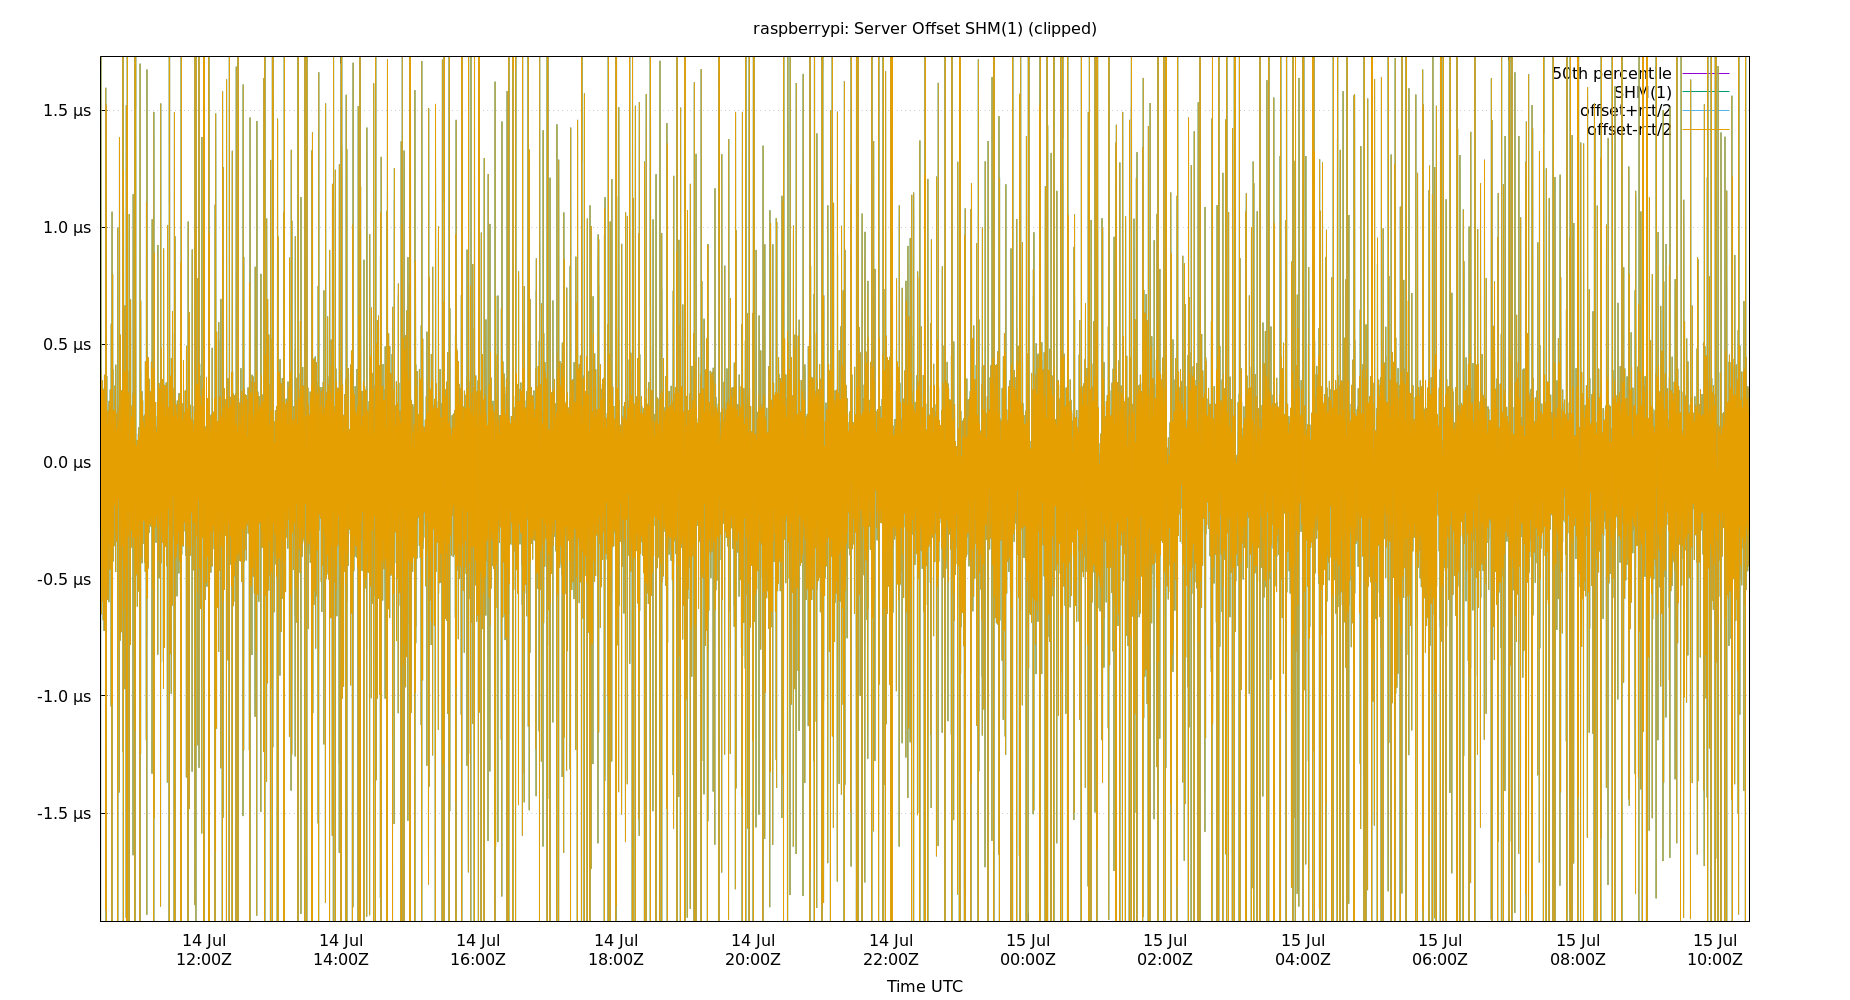 raspberrypi: Server Offset SHM(1) (clipped)
50th percentile
SHM(1)
offset+rtt/2
offset-rtt/2
1.5 µs
1.0 µs
0.5 µs
0.0 µs
-0.5 µs
-1.0 µs
-1.5 µs
14 Jul 14 Jul 14 Jul 14 Jul 14 Jul 14 Jul 15 Jul 15 Jul 15 Jul 15 Jul 15 Jul 15 Jul
12:00Z 14:00Z 16:00Z 18:00Z 20:00Z 22:00Z 00:00Z 02:00Z 04:00Z 06:00Z 08:00Z 10:00Z
Time UTC